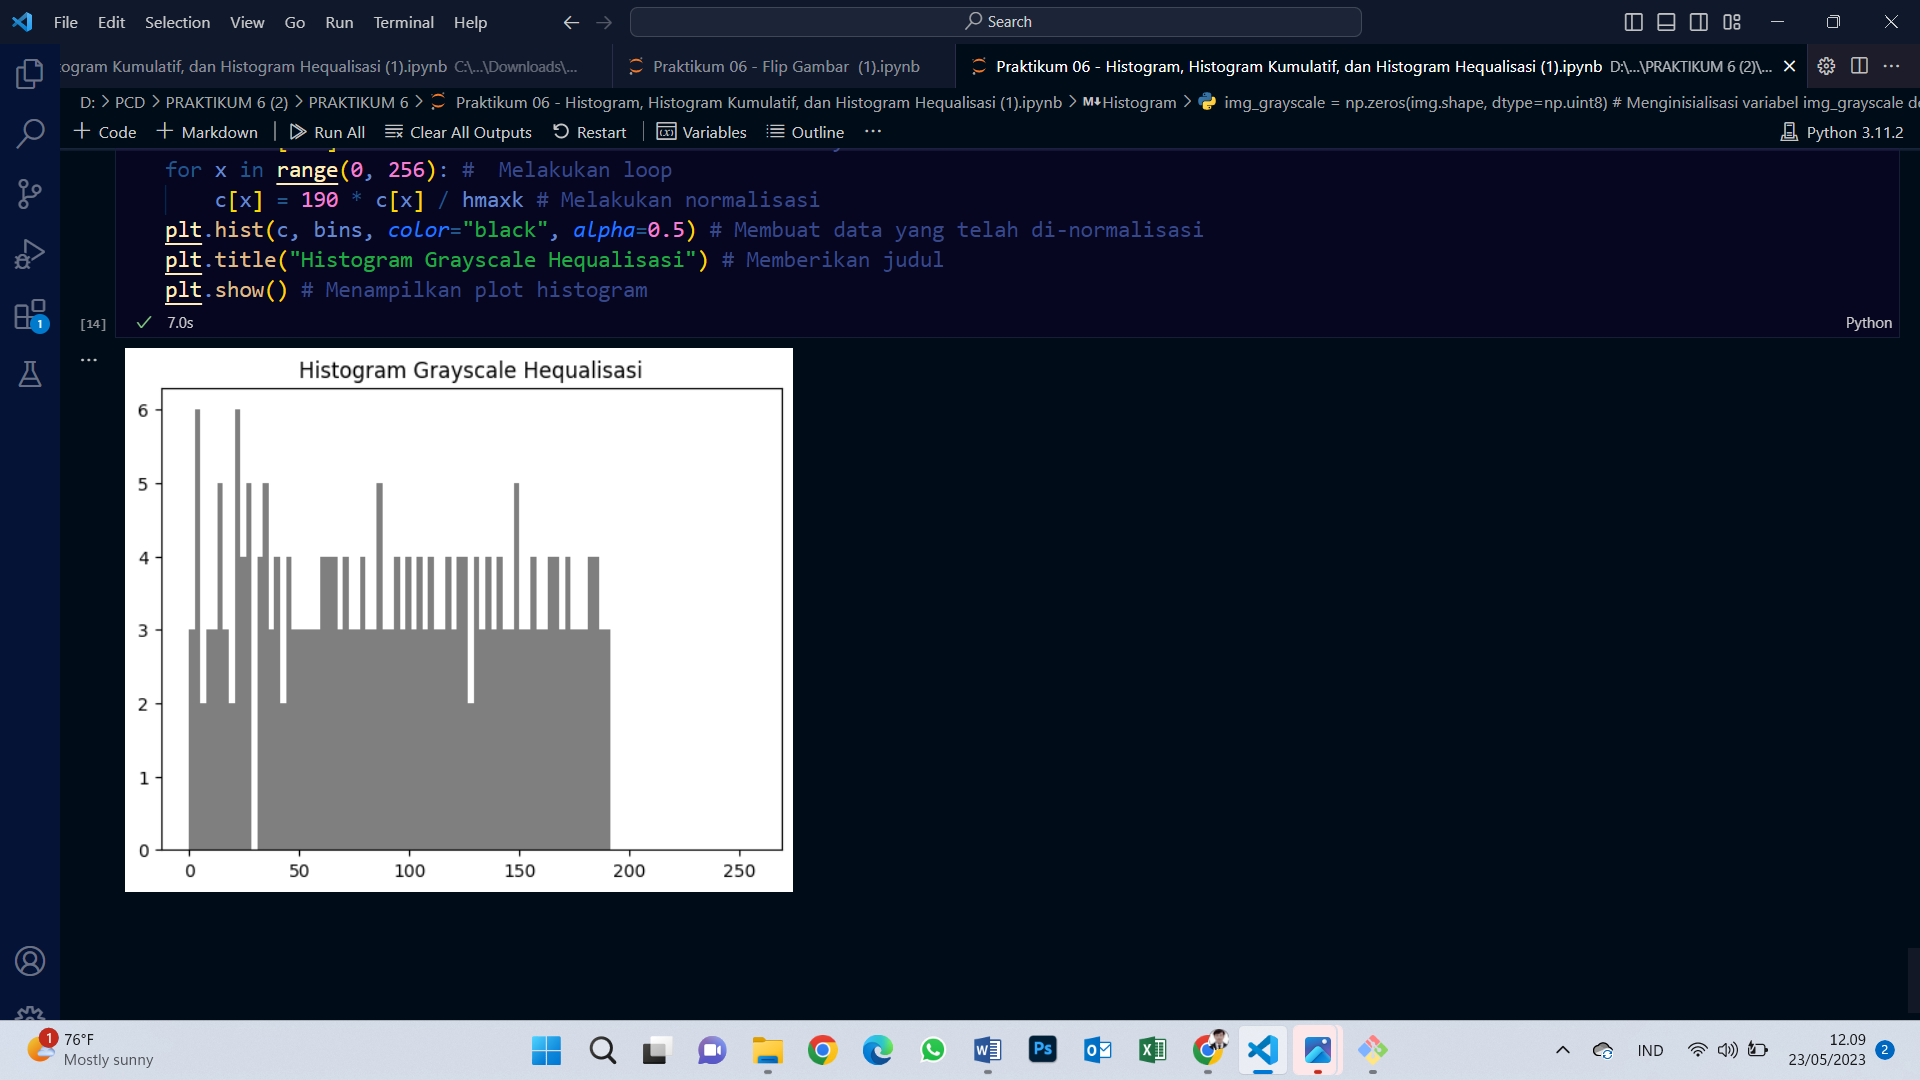 File Edit Selection View Go Run Terminal Help
Search
togram Kumulatif, dan Histogram Hequalisasi (1).ipynb C:\...\Downloads\...
Praktikum 06 - Flip Gambar (1).ipynb
Praktikum 06 - Histogram, Histogram Kumulatif, dan Histogram Hequalisasi (1).ipynb D:\...\PRAKTIKUM 6 (2)\...
D: > PCD > PRAKTIKUM 6 (2) > PRAKTIKUM 6 > Praktikum 06 - Histogram, Histogram Kumulatif, dan Histogram Hequalisasi (1).ipynb > M↓Histogram > img_grayscale = np.zeros(img.shape, dtype=np.uint8) # Menginisialisasi variabel img_grayscale de
+ Code + Markdown | Run All Clear All Outputs Restart | Variables Outline ...
Python 3.11.2
for x in range(0, 256): # Melakukan loop
c[x] = 190 * c[x] / hmaxk # Melakukan normalisasi
plt.hist(c, bins, color="black", alpha=0.5) # Membuat data yang telah di-normalisasi
plt.title("Histogram Grayscale Hequalisasi") # Memberikan judul
plt.show() # Menampilkan plot histogram
[14] 7.0s
Python
1
...
Histogram Grayscale Hequalisasi
6
5
4
3
2
1
0
0 50 100 150 200 250
1
76°F
Mostly sunny
Ps
IND
12.09
23/05/2023
2